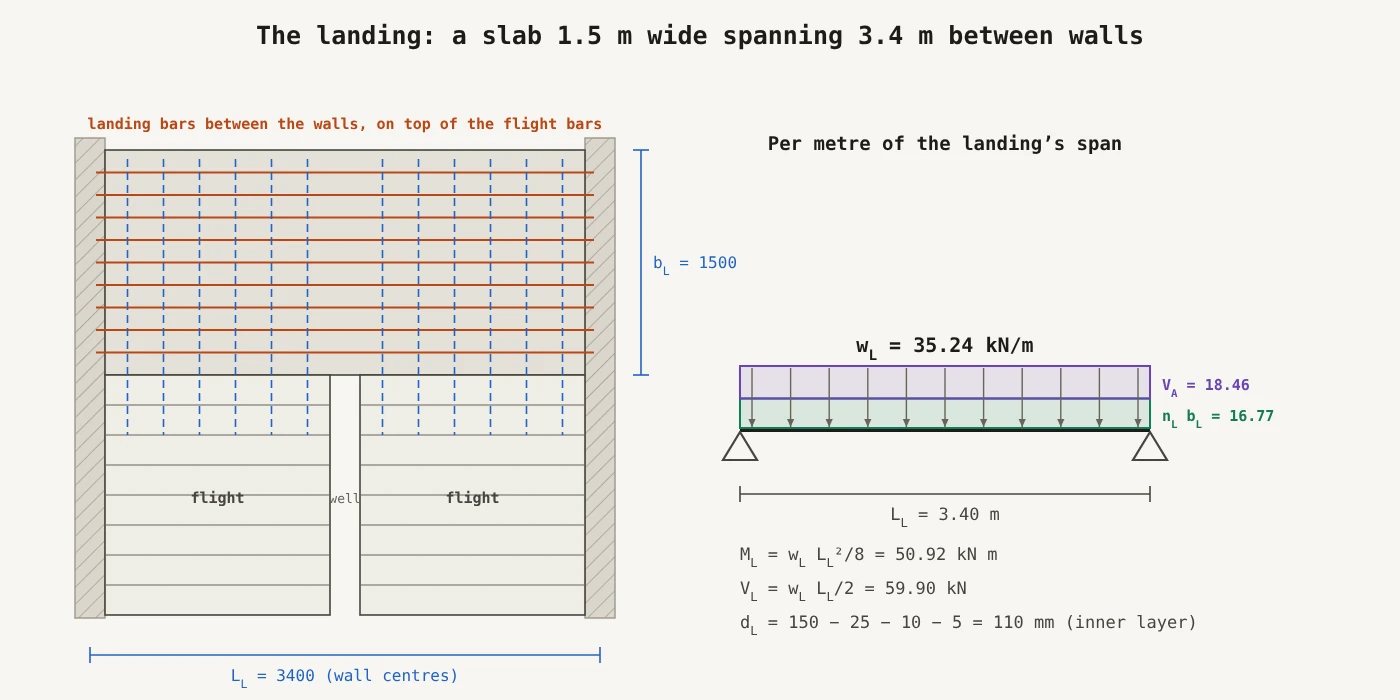 The landing: a slab 1.5 m wide spanning 3.4 m between walls
landing bars between the walls, on top of the flight bars
Per metre of the landing’s span
b_L = 1500
w_L = 35.24 kN/m
V_A = 18.46
n_L b_L = 16.77
flight
well
flight
L_L = 3.40 m
M_L = w_L L_L²/8 = 50.92 kN m
V_L = w_L L_L/2 = 59.90 kN
d_L = 150 − 25 − 10 − 5 = 110 mm (inner layer)
L_L = 3400 (wall centres)